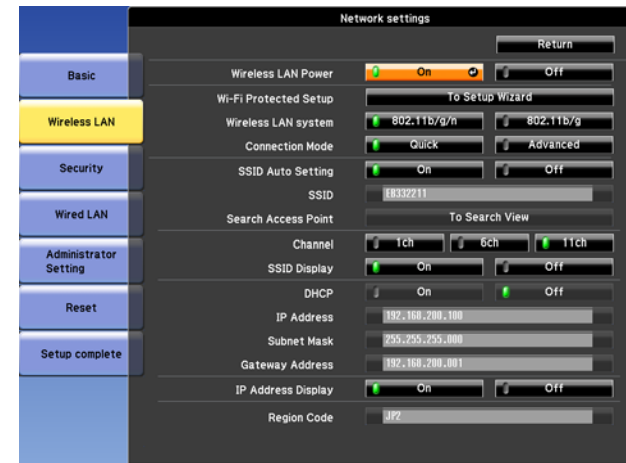 Network settings
Return
Basic
Wireless LAN
Security
Wired LAN
Administrator
Setting
Reset
Setup complete
Wireless LAN Power On Off
Wi-Fi Protected Setup To Setup Wizard
Wireless LAN system 802.11b/g/n 802.11b/g
Connection Mode Quick Advanced
SSID Auto Setting On Off
SSID EB332211
Search Access Point To Search View
Channel 1ch 6ch 11ch
SSID Display On Off
DHCP On Off
IP Address 192.168.200.100
Subnet Mask 255.255.255.000
Gateway Address 192.168.200.001
IP Address Display On Off
Region Code JP2